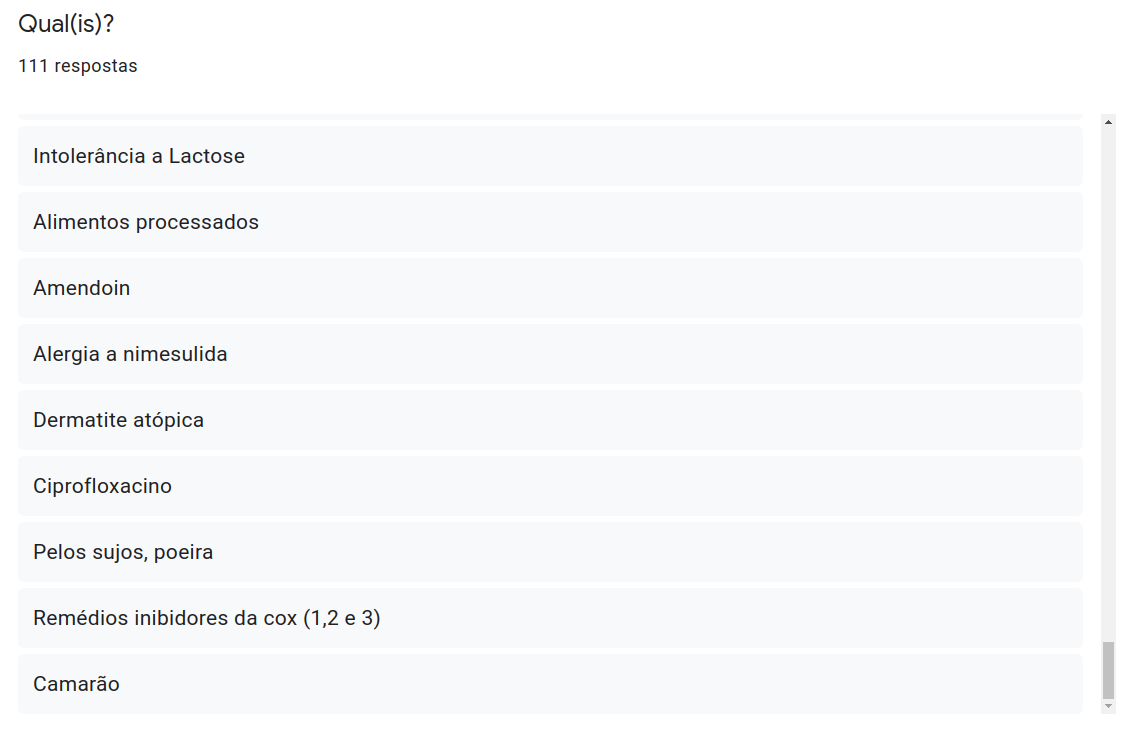 Qual(is)?
111 respostas
Intolerância a Lactose
Alimentos processados
Amendoin
Alergia a nimesulida
Dermatite atópica
Ciprofloxacino
Pelos sujos, poeira
Remédios inibidores da cox (1,2 e 3)
Camarão